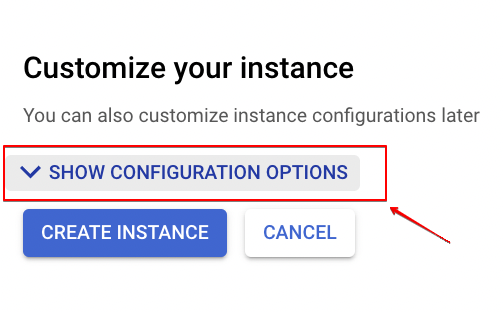 Customize your instance
You can also customize instance configurations later
SHOW CONFIGURATION OPTIONS
CREATE INSTANCE CANCEL